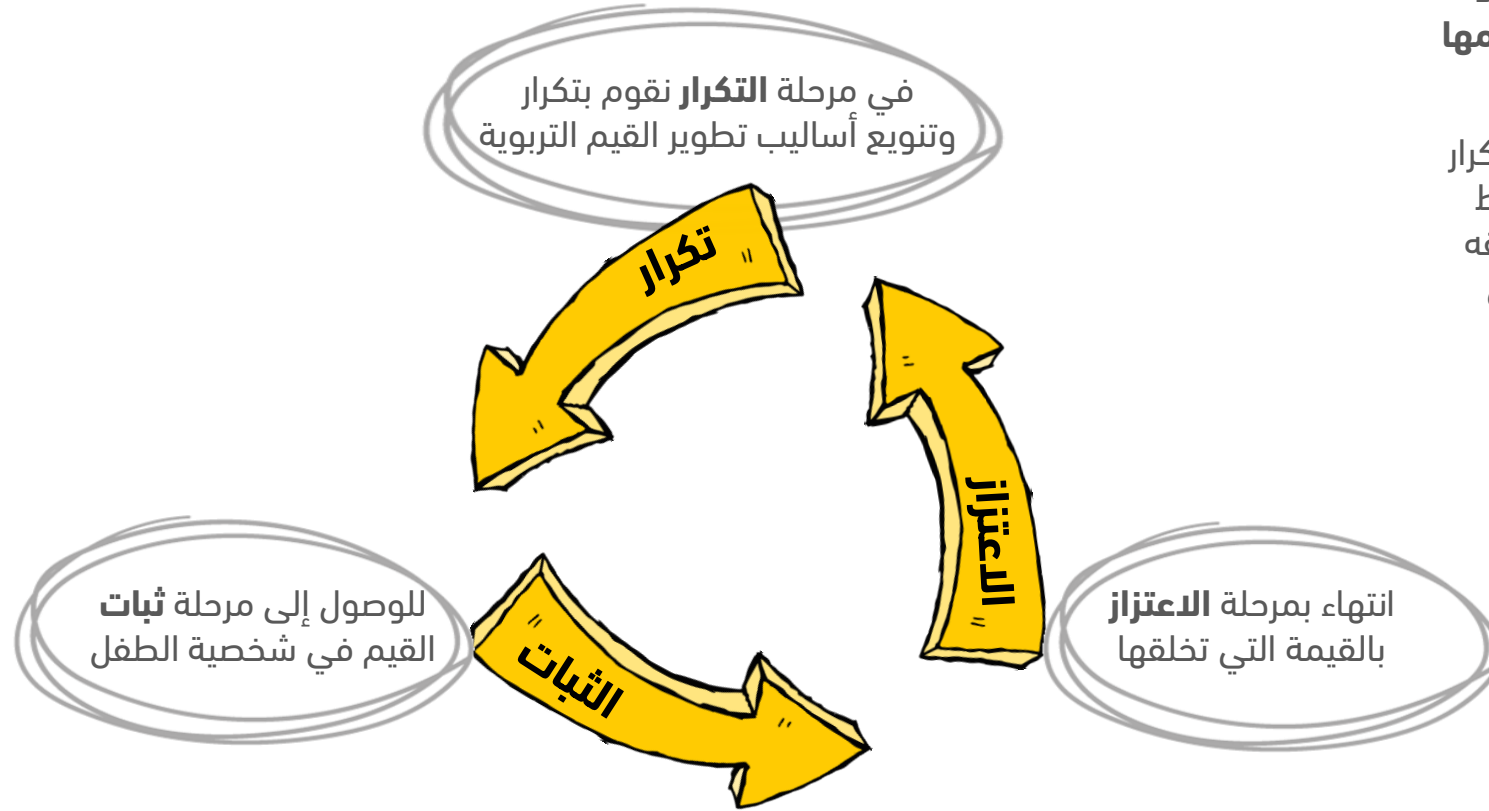 في مرحلة التكرار نقوم بتكرار
وتنويع أساليب تطوير القيم التربوية
تكرار
للوصول إلى مرحلة ثبات
القيم في شخصية الطفل
الثبات
انتهاء بمرحلة الاعتزاز
بالقيمة التي تخلقها
الاعتزاز